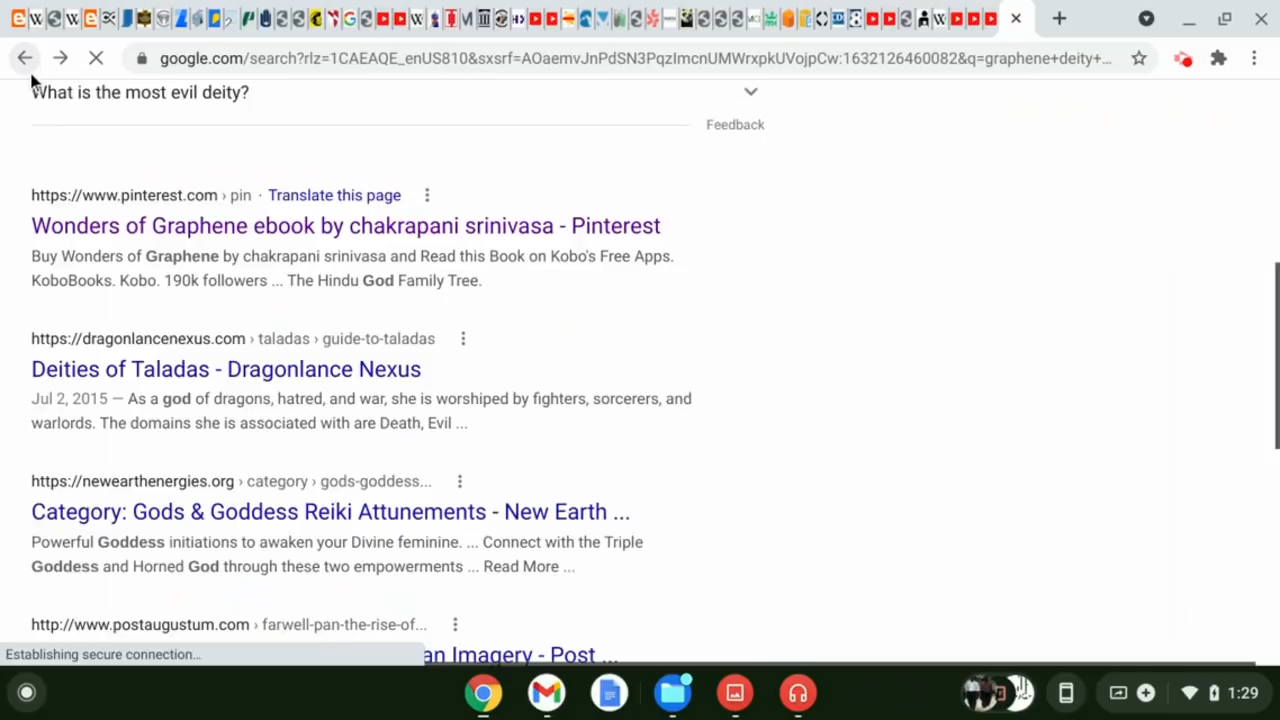 google.com/search?rlz=1CAEAQE_enUS810&sxsrf=AOaemvJnPdSN3PqzImcnUMWrxpkUVojpCw:1632126460082&q=graphene+deity+...
What is the most evil deity?
Feedback
https://www.pinterest.com › pin · Translate this page
Wonders of Graphene ebook by chakrapani srinivasa - Pinterest
Buy Wonders of Graphene by chakrapani srinivasa and Read this Book on Kobo's Free Apps.
KoboBooks. Kobo. 190k followers ... The Hindu God Family Tree.
https://dragonlancenexus.com › taladas › guide-to-taladas
Deities of Taladas - Dragonlance Nexus
Jul 2, 2015 — As a god of dragons, hatred, and war, she is worshiped by fighters, sorcerers, and
warlords. The domains she is associated with are Death, Evil ...
https://newearthenergies.org › category › gods-goddess...
Category: Gods & Goddess Reiki Attunements - New Earth ...
Powerful Goddess initiations to awaken your Divine feminine. ... Connect with the Triple
Goddess and Horned God through these two empowerments ... Read More ...
http://www.postaugustum.com › farwell-pan-the-rise-of...
an Imagery - Post ...
Establishing secure connection...
1:29